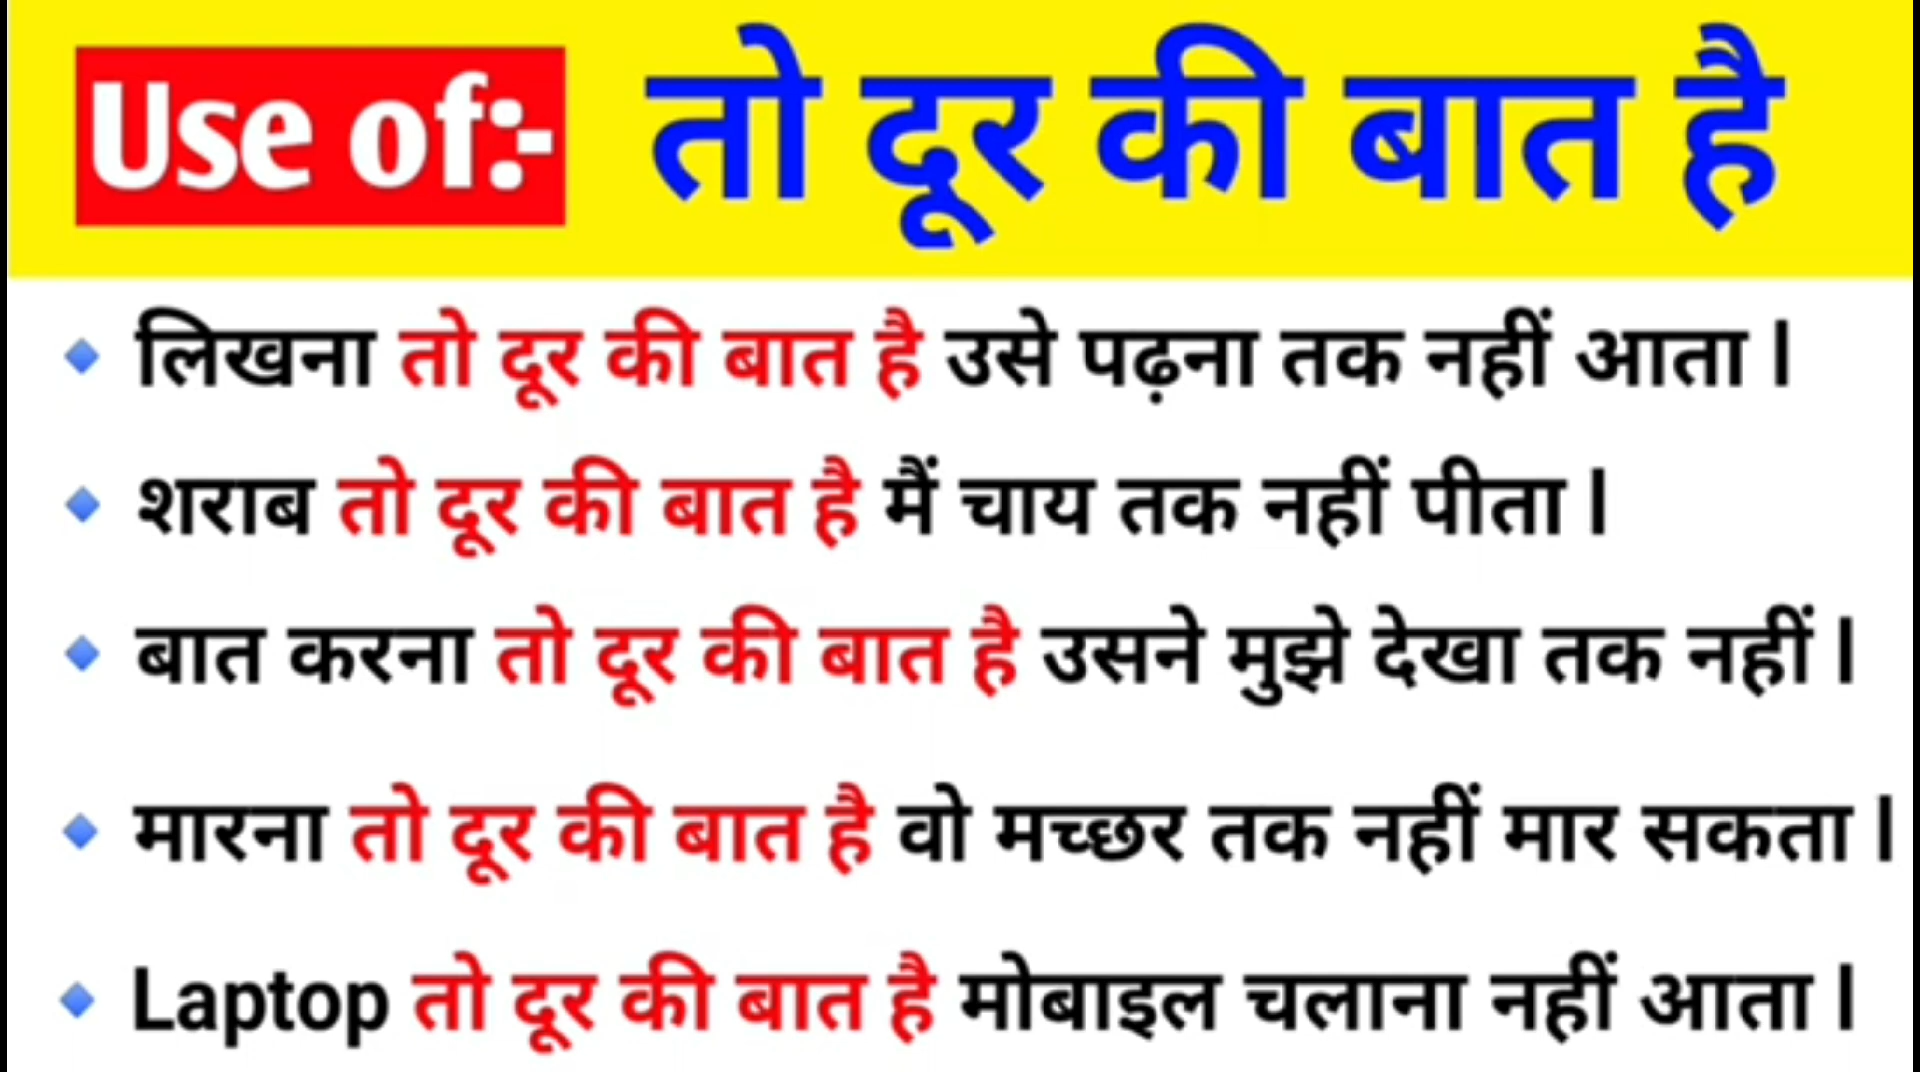 Use of:- तो दूर की बात है
लिखना तो दूर की बात है उसे पढ़ना तक नहीं आता l
शराब तो दूर की बात है मैं चाय तक नहीं पीता l
बात करना तो दूर की बात है उसने मुझे देखा तक नहीं l
मारना तो दूर की बात है वो मच्छर तक नहीं मार सकता l
Laptop तो दूर की बात है मोबाइल चलाना नहीं आता l